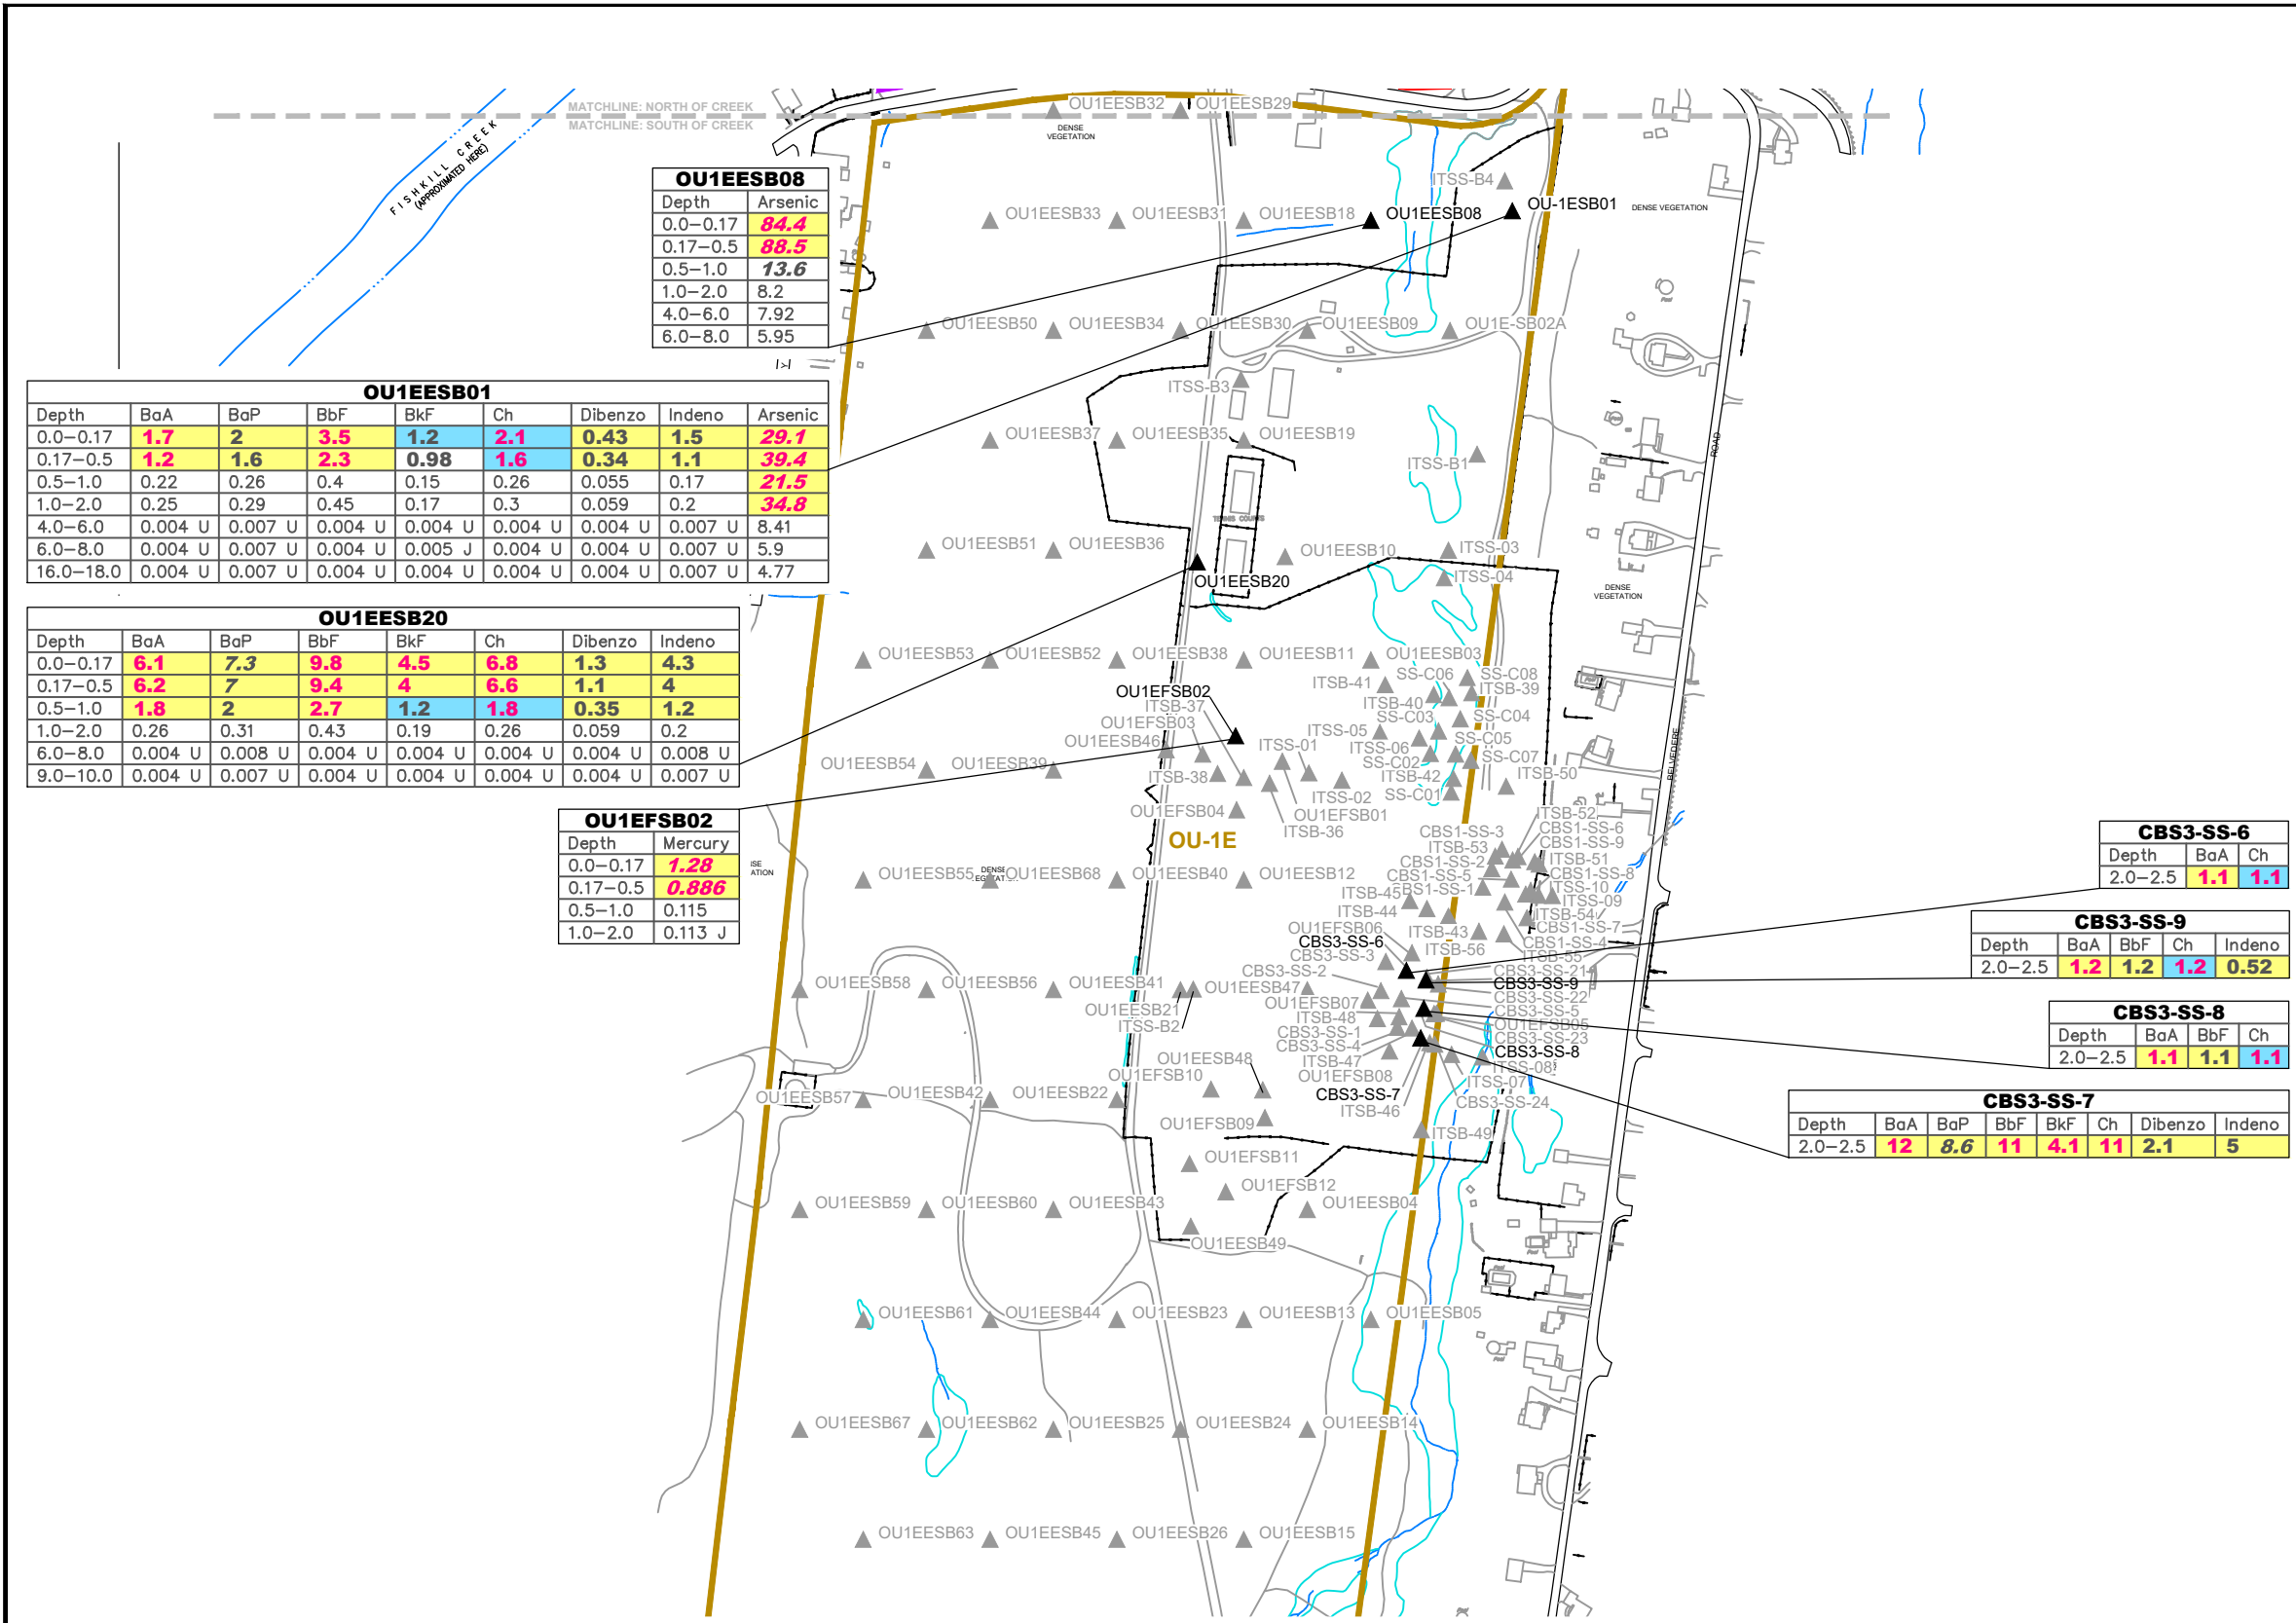 MATCHLINE: NORTH OF CREEK
MATCHLINE: SOUTH OF CREEK
FISHKILL CREEK
(APPROXIMATED HERE)
OU1EESB32
OU1EESB29
DENSE
VEGETATION
ITSS-B4
OU1EESB33
OU1EESB31
OU1EESB18
OU1EESB08
OU-1ESB01
DENSE VEGETATION
OU1EESB08
Depth Arsenic
0.0-0.17 84.4
0.17-0.5 88.5
0.5-1.0 13.6
1.0-2.0 8.2
4.0-6.0 7.92
6.0-8.0 5.95
OU1EESB50
OU1EESB34
OU1EESB30
OU1EESB09
OU1E-SB02A
ITSS-B3
OU1EESB01
Depth BaA BaP BbF BkF Ch Dibenzo Indeno Arsenic
0.0-0.17 1.7 2 3.5 1.2 2.1 0.43 1.5 29.1
0.17-0.5 1.2 1.6 2.3 0.98 1.6 0.34 1.1 39.4
0.5-1.0 0.22 0.26 0.4 0.15 0.26 0.055 0.17 21.5
1.0-2.0 0.25 0.29 0.45 0.17 0.3 0.059 0.2 34.8
4.0-6.0 0.004 U 0.007 U 0.004 U 0.004 U 0.004 U 0.004 U 0.007 U 8.41
6.0-8.0 0.004 U 0.007 U 0.004 U 0.005 J 0.004 U 0.004 U 0.007 U 5.9
16.0-18.0 0.004 U 0.007 U 0.004 U 0.004 U 0.004 U 0.004 U 0.007 U 4.77
OU1EESB37
OU1EESB35
OU1EESB19
ITSS-B1
ROAD
BELVEDERE
TENNIS COURTS
OU1EESB51
OU1EESB36
OU1EESB10
ITSS-03
ITSS-04
OU1EESB20
DENSE
VEGETATION
OU1EESB20
Depth BaA BaP BbF BkF Ch Dibenzo Indeno
0.0-0.17 6.1 7.3 9.8 4.5 6.8 1.3 4.3
0.17-0.5 6.2 7 9.4 4 6.6 1.1 4
0.5-1.0 1.8 2 2.7 1.2 1.8 0.35 1.2
1.0-2.0 0.26 0.31 0.43 0.19 0.26 0.059 0.2
6.0-8.0 0.004 U 0.008 U 0.004 U 0.004 U 0.004 U 0.004 U 0.008 U
9.0-10.0 0.004 U 0.007 U 0.004 U 0.004 U 0.004 U 0.004 U 0.007 U
OU1EESB53
OU1EESB52
OU1EESB38
OU1EESB11
OU1EESB03
SS-C06
SS-C08
ITSB-41
ITSB-39
OU1EFSB02
ITSB-37
ITSB-40
OU1EFSB03
SS-C03
SS-C04
ITSS-05
OU1EESB46
ITSS-01
ITSS-06
SS-C05
SS-C02
SS-C07
OU1EESB54
OU1EESB39
ITSB-38
ITSB-42
ITSB-50
ITSS-02
SS-C01
OU1EFSB04
OU1EFSB01
ITSB-36
OU-1E
OU1EFSB02
Depth Mercury
0.0-0.17 1.28
0.17-0.5 0.886
0.5-1.0 0.115
1.0-2.0 0.113 J
ITSB-52
CBS1-SS-3
CBS1-SS-6
ITSB-53
CBS1-SS-9
CBS1-SS-2
ITSB-51
CBS1-SS-5
CBS1-SS-8
CBS1-SS-1
ITSS-10
ITSB-45
ITSS-09
ITSB-44
ITSB-54
OU1EFSB06
ITSB-43
CBS1-SS-7
CBS1-SS-4
OU1EESB55
OU1EESB68
OU1EESB40
OU1EESB12
CBS3-SS-6
ITSB-56
ITSB-55
CBS3-SS-3
CBS3-SS-2
CBS3-SS-21
CBS3-SS-9
CBS3-SS-22
OU1EFSB07
CBS3-SS-5
ITSB-48
OU1EFSB05
CBS3-SS-1
CBS3-SS-23
CBS3-SS-4
CBS3-SS-8
ITSB-47
ITSS-08
OU1EFSB08
ITSS-07
CBS3-SS-7
CBS3-SS-24
ITSB-46
ITSB-49
CBS3-SS-6
Depth BaA Ch
2.0-2.5 1.1 1.1
CBS3-SS-9
Depth BaA BbF Ch Indeno
2.0-2.5 1.2 1.2 1.2 0.52
CBS3-SS-8
Depth BaA BbF Ch
2.0-2.5 1.1 1.1 1.1
CBS3-SS-7
Depth BaA BaP BbF BkF Ch Dibenzo Indeno
2.0-2.5 12 8.6 11 4.1 11 2.1 5
OU1EESB58
OU1EESB56
OU1EESB41
OU1EESB47
OU1EESB21
ITSS-B2
OU1EESB48
OU1EFSB10
OU1EESB57
OU1EESB42
OU1EESB22
OU1EFSB09
OU1EFSB11
OU1EFSB12
OU1EESB59
OU1EESB60
OU1EESB43
OU1EESB04
OU1EESB49
OU1EESB61
OU1EESB44
OU1EESB23
OU1EESB13
OU1EESB05
OU1EESB67
OU1EESB62
OU1EESB25
OU1EESB24
OU1EESB14
OU1EESB63
OU1EESB45
OU1EESB26
OU1EESB15